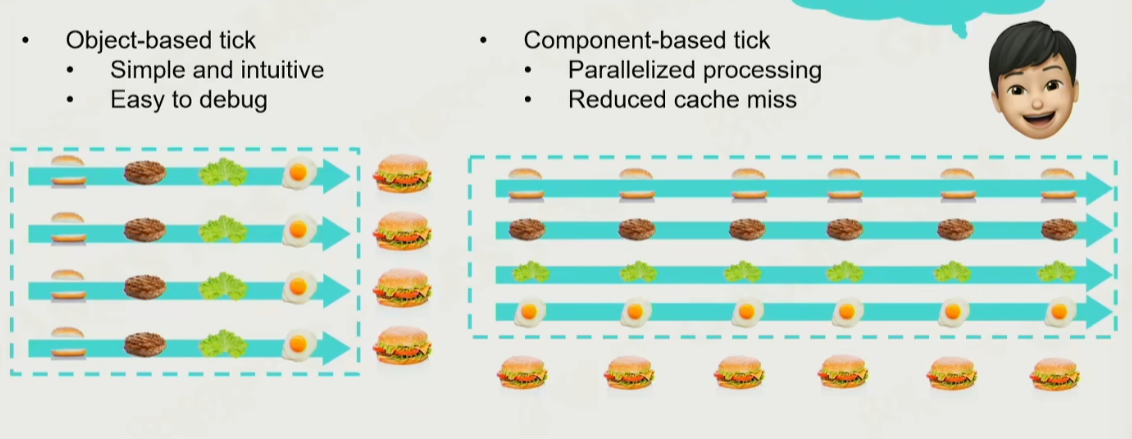 • Object-based tick
• Simple and intuitive
• Easy to debug
• Component-based tick
• Parallelized processing
• Reduced cache miss